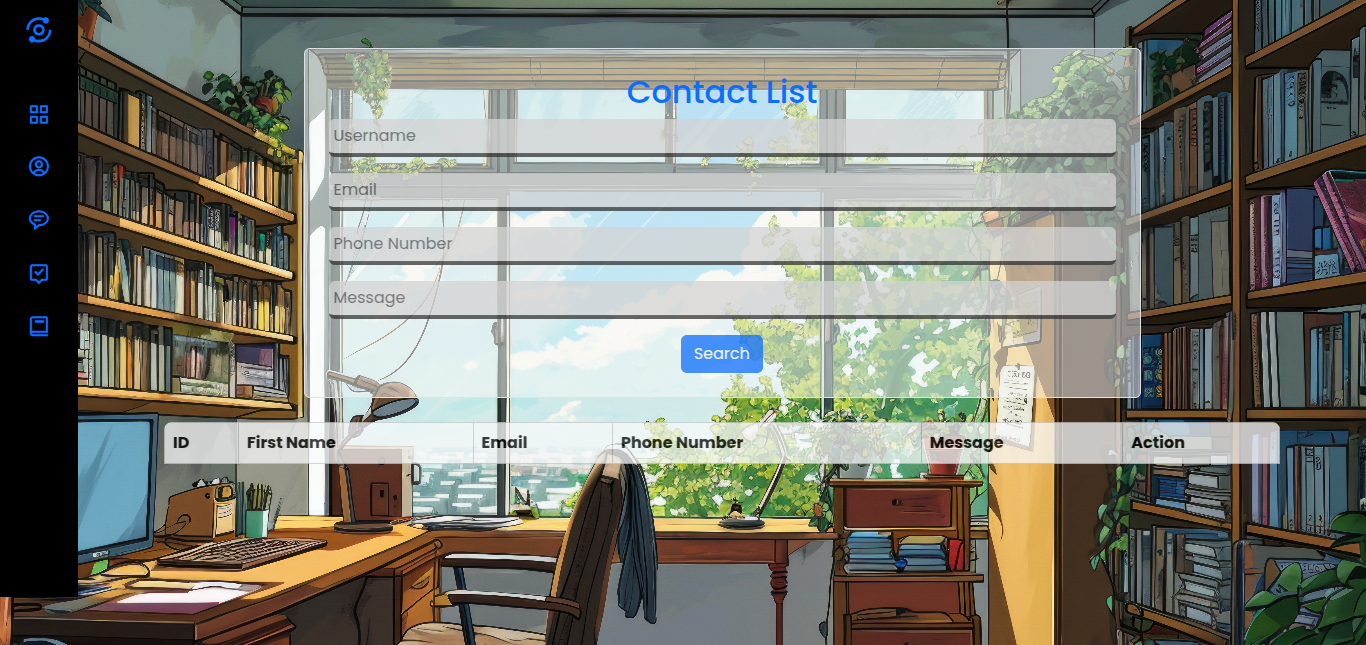 Contact List
Username
Email
Phone Number
Message
Search
ID First Name Email Phone Number Message Action